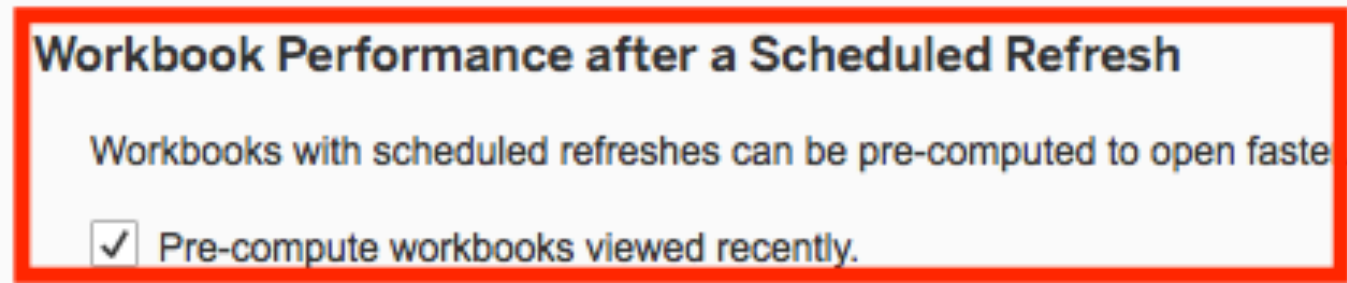 Workbook Performance after a Scheduled Refresh
Workbooks with scheduled refreshes can be pre-computed to open faste
Pre-compute workbooks viewed recently.